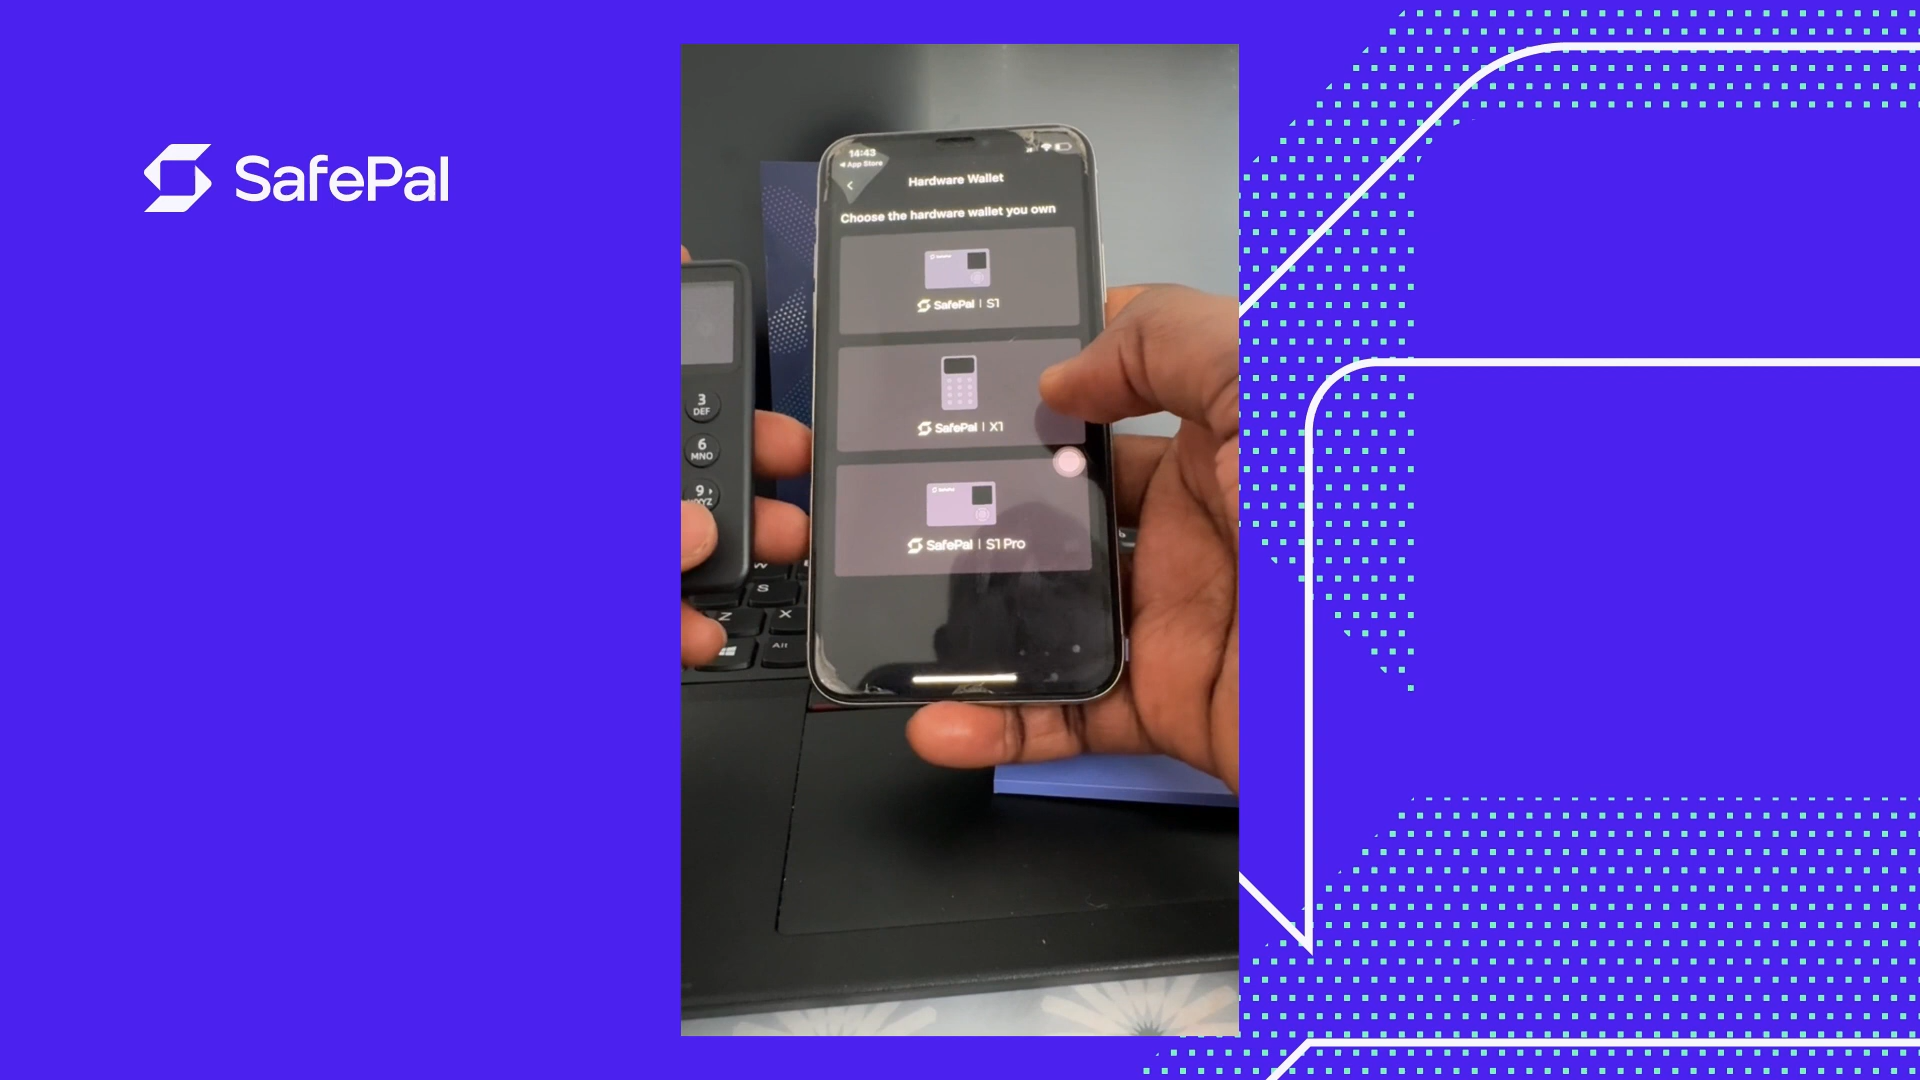 SafePal
14:43
App Store
Hardware Wallet
Choose the hardware wallet you own
SafePal | S1
SafePal | X1
SafePal | S1 Pro
3
DEF
6
MNO
9
W
S
Z
X
Alt